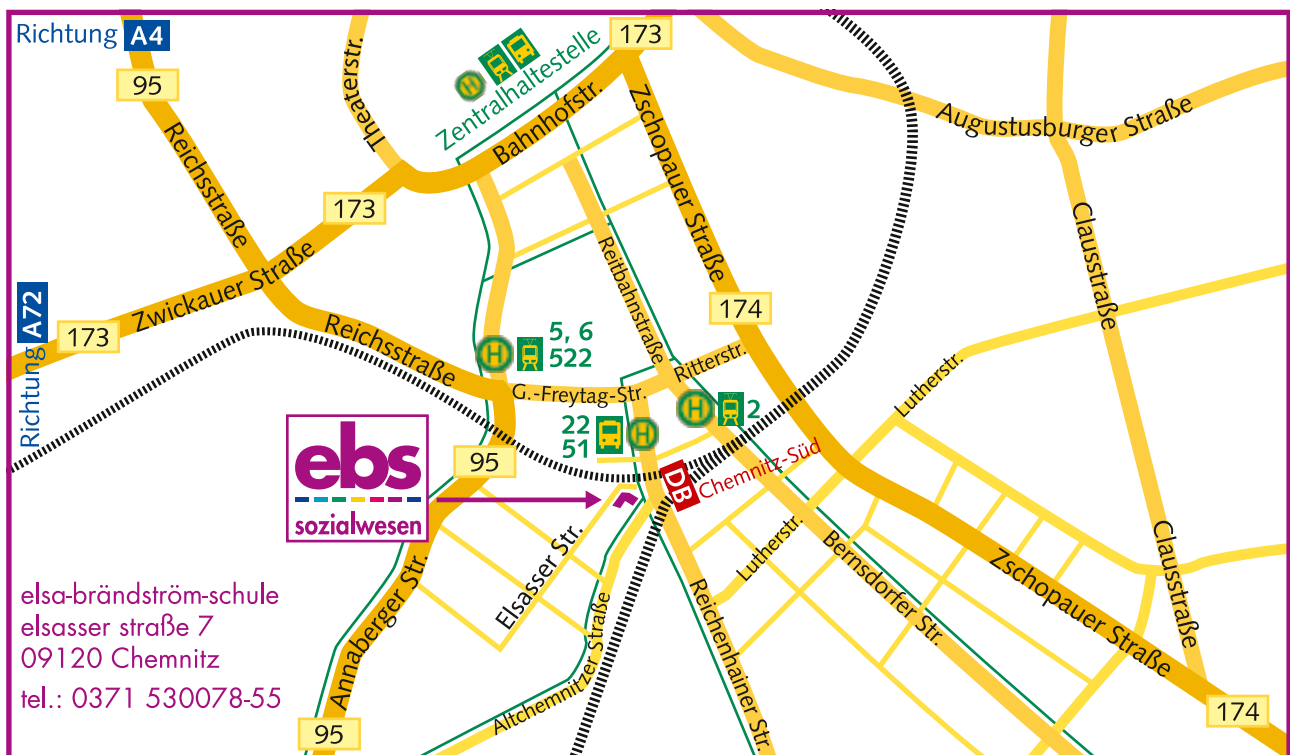 Richtung A4
95
Reichsstraße
Theaterstr.
Zentralhaltestelle
H
173
Bahnhofstr.
Zschopauer Straße
Augustusburger Straße
Clausstraße
173
Zwickauer Straße
173
Richtung A72
Reichsstraße
Reitbahnstraße
174
H
5, 6
522
G.-Freytag-Str.
Ritterstr.
Lutherstr.
22
51
H
H
2
ebs
sozialwesen
95
DB
Chemnitz-Süd
Elsasser Str.
Lutherstr.
Bernsdorfer Str.
Zschopauer Straße
Clausstraße
elsa-brändström-schule
elsasser straße 7
09120 Chemnitz
tel.: 0371 530078-55
Annaberger Str.
Altchemnitzer Straße
Reichenhainer Str.
95
174